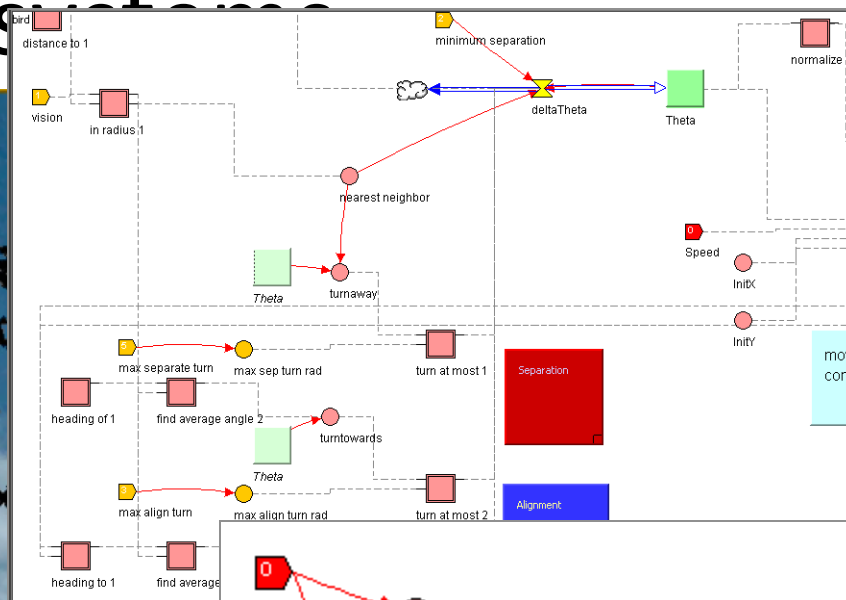 systems
bird
distance to 1
2
minimum separation
normalize
1
vision
in radius 1
deltaTheta
Theta
nearest neighbor
0
Speed
InitX
Theta
turnaway
InitY
5
max separate turn
max sep turn rad
turn at most 1
Separation
mo
con
heading of 1
find average angle 2
turntowards
Theta
max align turn
max align turn rad
turn at most 2
Alignment
heading to 1
find average
0